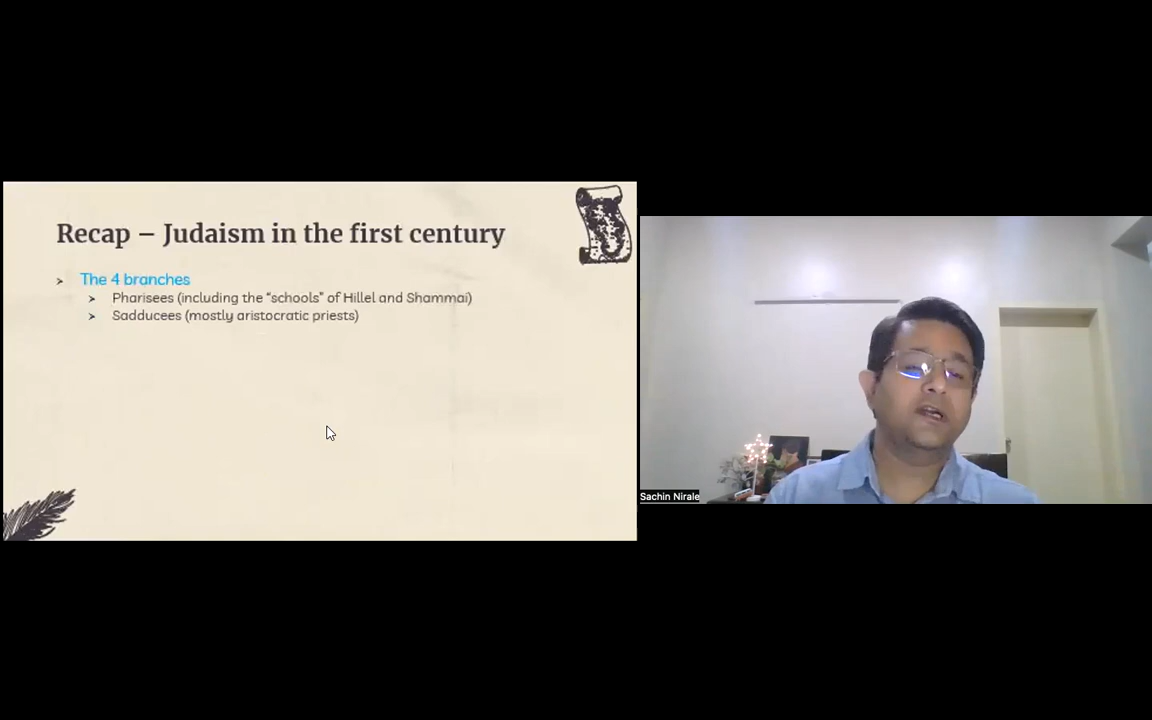 Recap – Judaism in the first century
➢ The 4 branches
➢ Pharisees (including the “schools” of Hillel and Shammai)
➢ Sadducees (mostly aristocratic priests)
Sachin Nirale